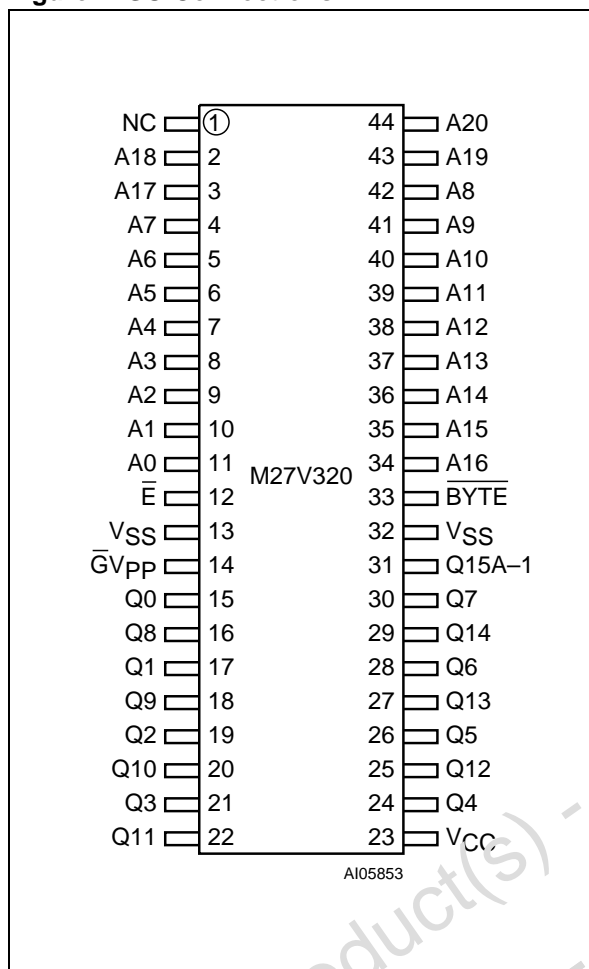 NC 1 44 A20
A18 2 43 A19
A17 3 42 A8
A7 4 41 A9
A6 5 40 A10
A5 6 39 A11
A4 7 38 A12
A3 8 37 A13
A2 9 36 A14
A1 10 35 A15
A0 11 34 A16
M27V320
E̅ 12 33 B̅Y̅T̅E̅
VSS 13 32 VSS
G̅VPP 14 31 Q15A–1
Q0 15 30 Q7
Q8 16 29 Q14
Q1 17 28 Q6
Q9 18 27 Q13
Q2 19 26 Q5
Q10 20 25 Q12
Q3 21 24 Q4
Q11 22 23 VCC
AI05853